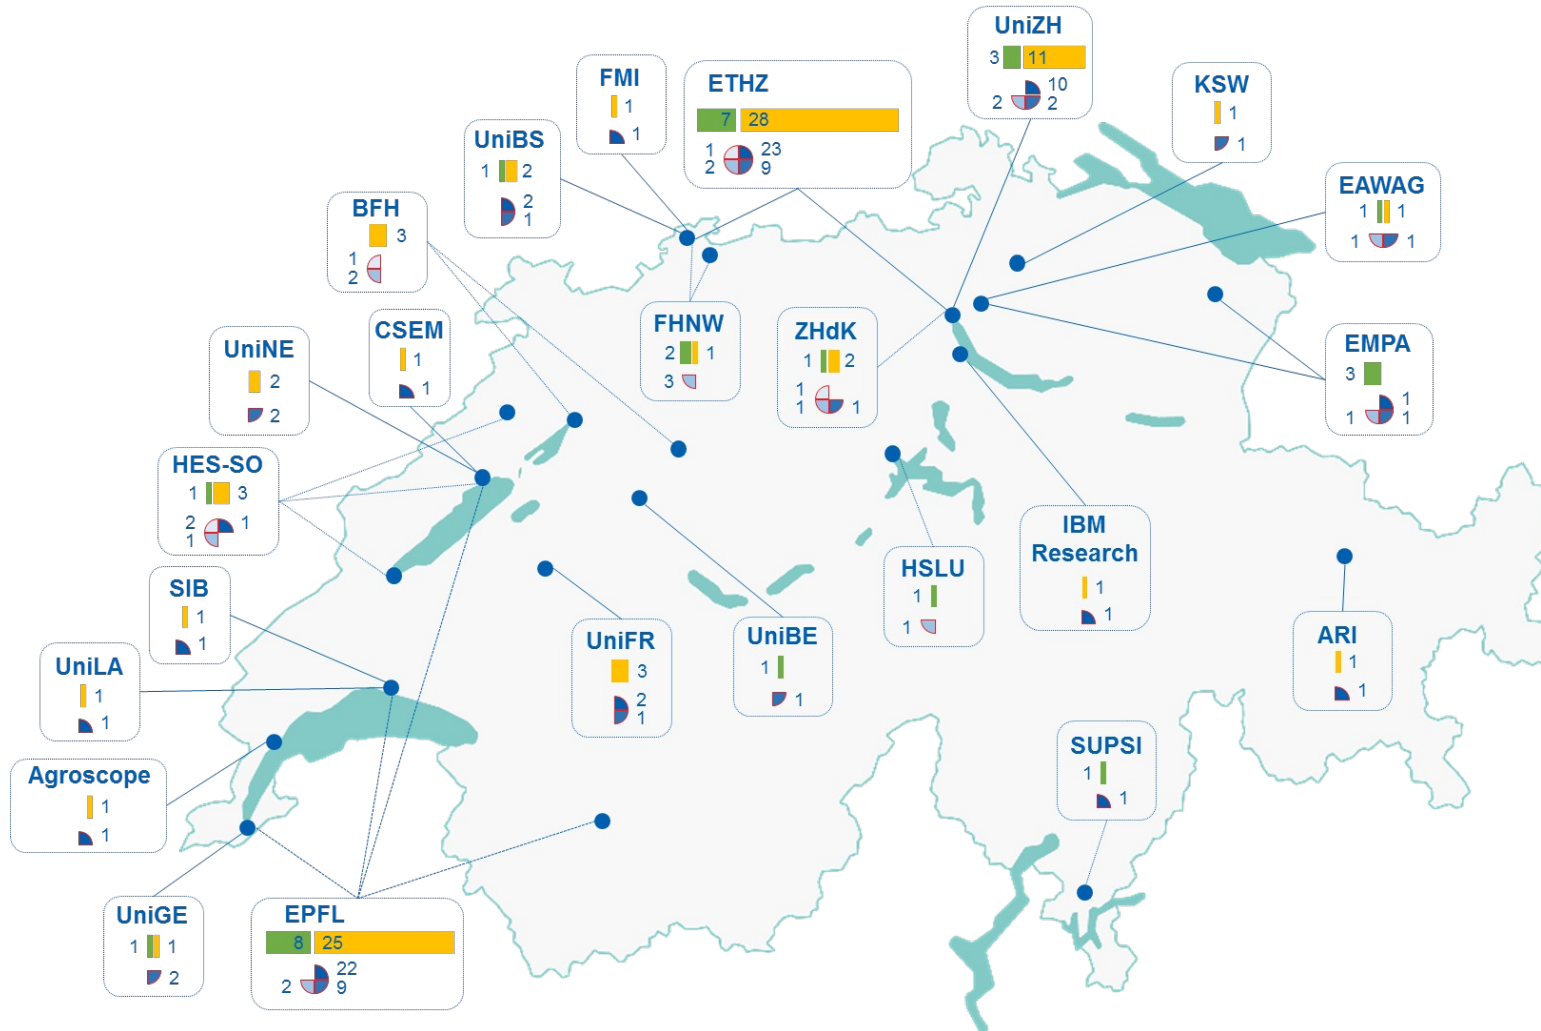 UniZH
3 11
10
2 2
FMI
1
1
ETHZ
7 28
1 23
2 9
KSW
1
1
UniBS
1 2
2
1
EAWAG
1 1
1 1
BFH
3
1
2
FHNW
2 1
3
ZHdK
1 2
1
1 1
EMPA
3
1
1 1
CSEM
1
1
UniNE
2
2
HES-SO
1 3
2 1
1
IBM
Research
1
1
HSLU
1
1
SIB
1
1
UniFR
3
2
1
UniBE
1
1
ARI
1
1
UniLA
1
1
SUPSI
1
1
Agroscope
1
1
UniGE
1 1
2
EPFL
8 25
22
2 9